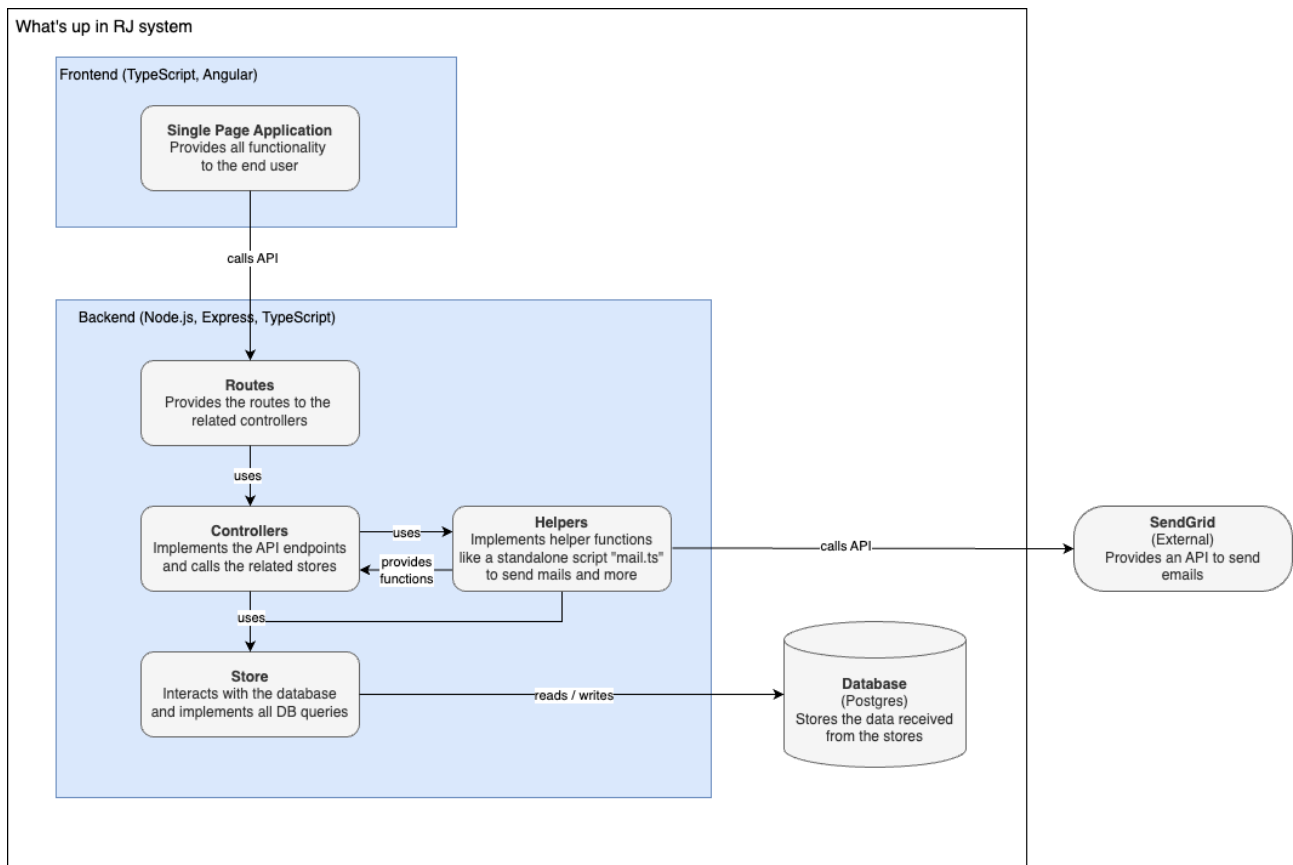 What's up in RJ system
Frontend (TypeScript, Angular)
Single Page Application
Provides all functionality
to the end user
calls API
Backend (Node.js, Express, TypeScript)
Routes
Provides the routes to the
related controllers
uses
Controllers
Implements the API endpoints
and calls the related stores
uses
provides
functions
Helpers
Implements helper functions
like a standalone script "mail.ts"
to send mails and more
calls API
SendGrid
(External)
Provides an API to send
emails
uses
Store
Interacts with the database
and implements all DB queries
reads / writes
Database
(Postgres)
Stores the data received
from the stores